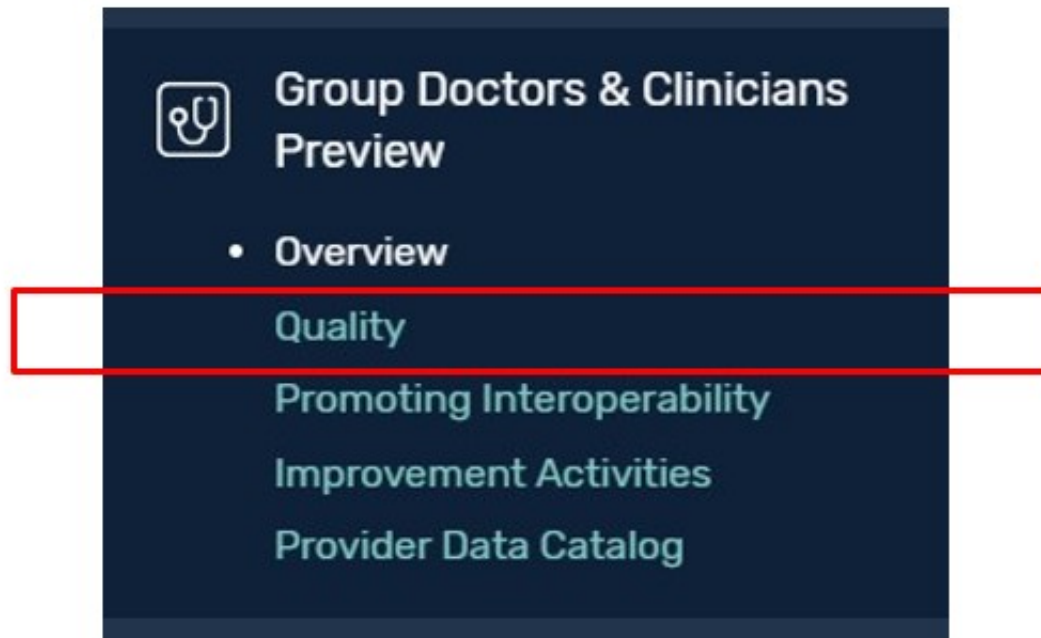 Group Doctors & Clinicians
Preview
• Overview
Quality
Promoting Interoperability
Improvement Activities
Provider Data Catalog